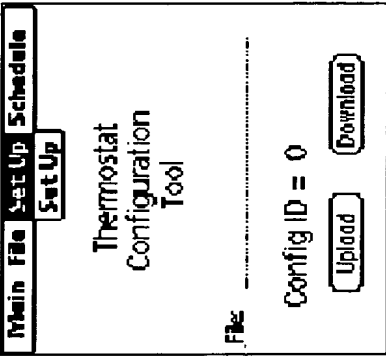 Main File Set Up Schedule
Set Up
Thermostat
Configuration
Tool
File:
Config ID = 0
Upload Download